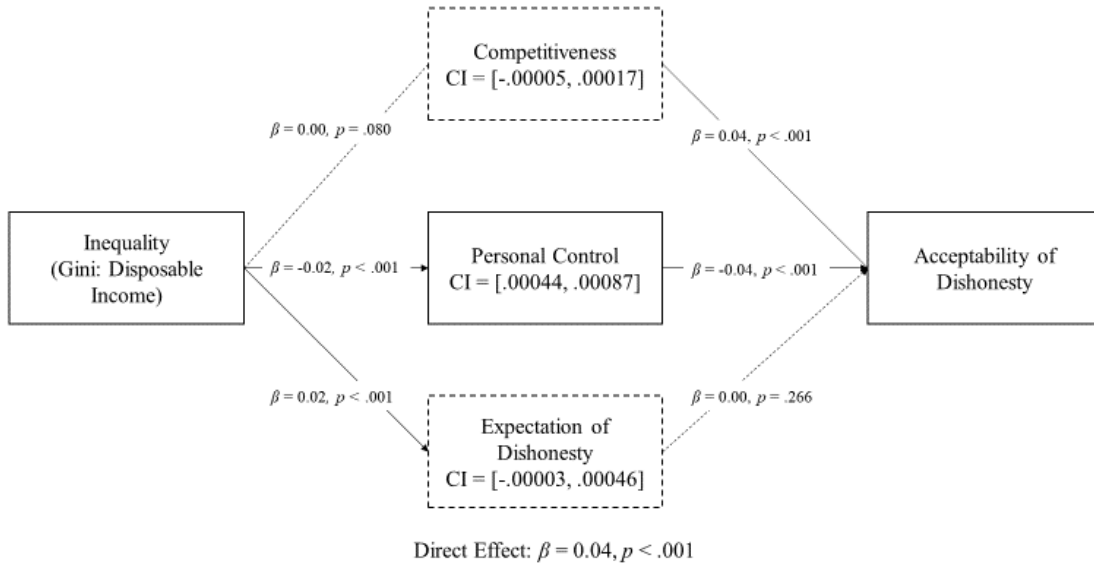 Competitiveness
CI = [-.00005, .00017]
β = 0.00, p = .080
β = 0.04, p < .001
Inequality
(Gini: Disposable
Income)
β = -0.02, p < .001
Personal Control
CI = [.00044, .00087]
β = -0.04, p < .001
Acceptability of
Dishonesty
β = 0.02, p < .001
β = 0.00, p = .266
Expectation of
Dishonesty
CI = [-.00003, .00046]
Direct Effect: β = 0.04, p < .001